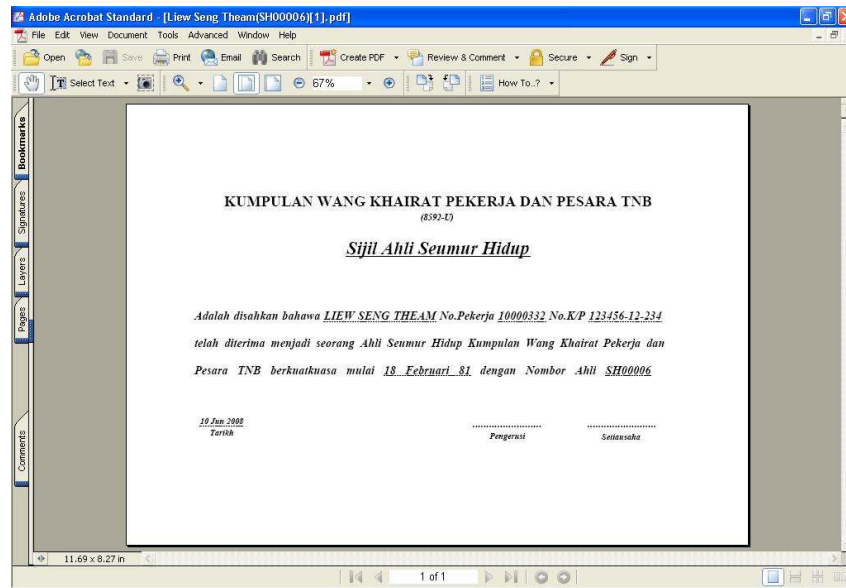 Adobe Acrobat Standard - [Liew Seng Theam(SH00006)[1].pdf]
File Edit View Document Tools Advanced Window Help
Open Save Print Email Search Create PDF Review & Comment Secure Sign
Select Text 67% How To..?
Bookmarks
Signatures
Layers
Pages
Comments
KUMPULAN WANG KHAIRAT PEKERJA DAN PESARA TNB
(8592-U)
Sijil Ahli Seumur Hidup
Adalah disahkan bahawa LIEW SENG THEAM No.Pekerja 10000332 No.K/P 123456-12-234
telah diterima menjadi seorang Ahli Seumur Hidup Kumpulan Wang Khairat Pekerja dan
Pesara TNB berkuatkuasa mulai 18 Februari 81 dengan Nombor Ahli SH00006
10 Jun 2008
Tarikh Pengerusi Setiausaha
11.69 x 8.27 in
1 of 1